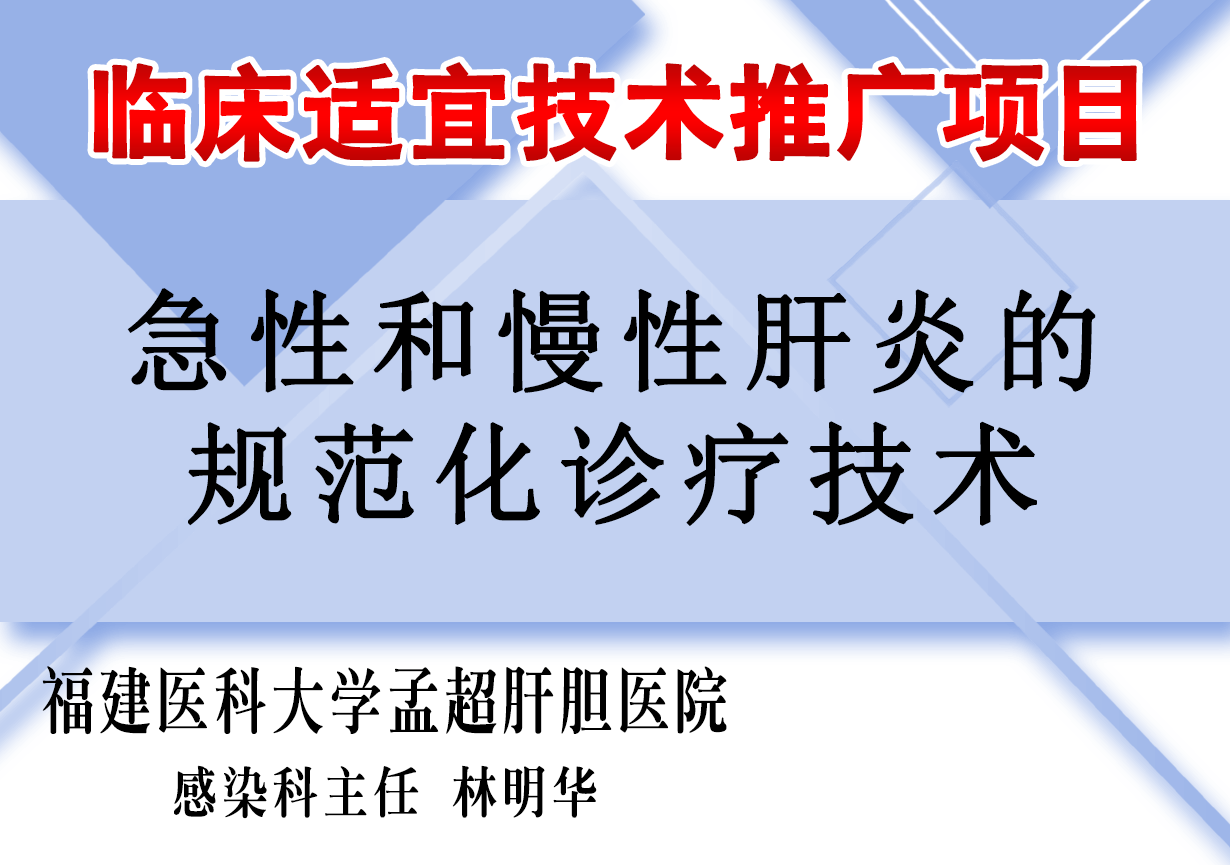 临床适宜技术推广项目
急性和慢性肝炎的
规范化诊疗技术
福建医科大学孟超肝胆医院
感染科主任 林明华